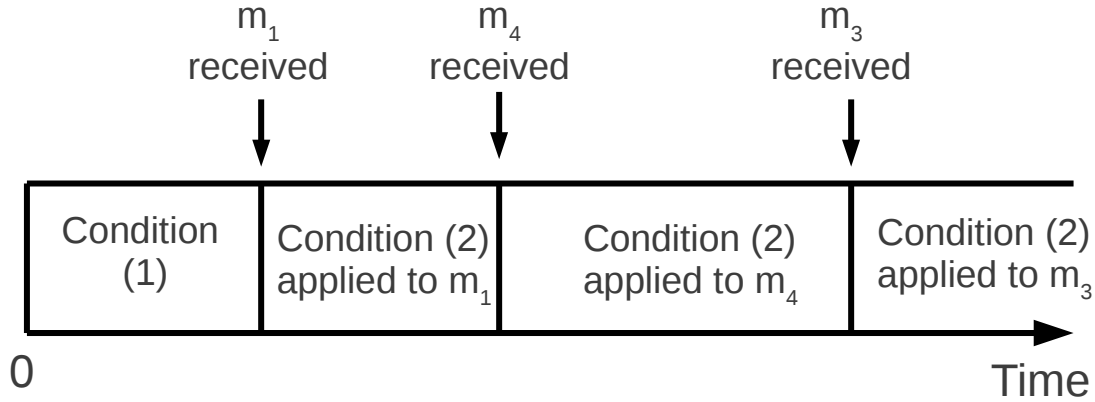 m₁
received
m₄
received
m₃
received
Condition
(1)
Condition (2)
applied to m₁
Condition (2)
applied to m₄
Condition (2)
applied to m₃
0
Time